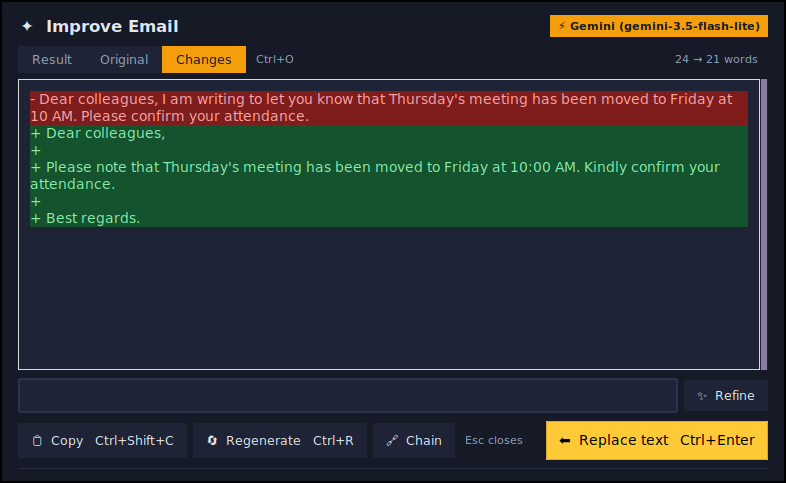 ✦ Improve Email
⚡ Gemini (gemini-3.5-flash-lite)
Result Original Changes Ctrl+O
24 → 21 words
- Dear colleagues, I am writing to let you know that Thursday's meeting has been moved to Friday at
10 AM. Please confirm your attendance.
+ Dear colleagues,
+
+ Please note that Thursday's meeting has been moved to Friday at 10:00 AM. Kindly confirm your
attendance.
+
+ Best regards.
Refine
Copy Ctrl+Shift+C Regenerate Ctrl+R Chain Esc closes ⬅ Replace text Ctrl+Enter